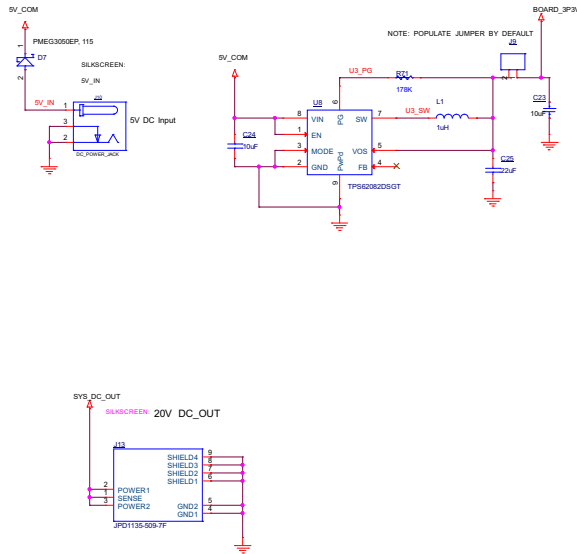 5V_COM
PMEG3050EP, 115
1
D7
2
SILKSCREEN:
5V_IN
5V_IN
1
3
2
5V DC Input
DC_POWER_JACK
BOARD_3P3V
NOTE: POPULATE JUMPER BY DEFAULT
J9
2
1
5V_COM
U3_PG
R71
178K
U8
6
8
VIN
PG
SW
7
U3_SW
L1
1uH
1
EN
3
MODE
VOS
5
2
GND
PwPd
FB
4
9
TPS62082DSGT
C24
10uF
C23
10uF
C25
22uF
SYS_DC_OUT
SILKSCREEN: 20V DC_OUT
J13
SHIELD4
9
SHIELD3
8
SHIELD2
7
SHIELD1
6
2
POWER1
1
SENSE
3
POWER2
GND2
5
GND1
4
JPD1135-509-7F